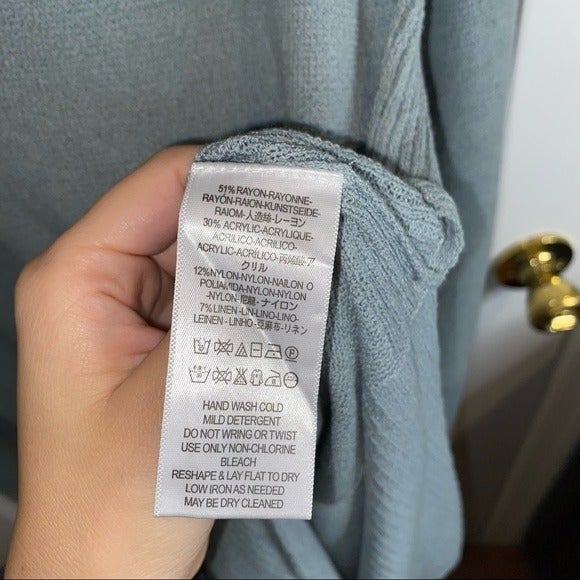 51% RAYON-RAYONNE-
RAYÓN-RAION-KUNSTSEIDE-
RAIOM-人造絲-レーヨン
30% ACRYLIC-ACRYLIQUE-
ACRÍLICO-ACRILICO-
ACRYLIC-ACRÍLICO-丙烯酸-ア
クリル
12%NYLON-NYLON-NAILON O
POLIAMIDA-NYLON-NYLON
-NYLON-尼龍-ナイロン
7% LINEN-LIN-LINO-LINO-
LEINEN-LINHO-亞麻布-リネン
HAND WASH COLD
MILD DETERGENT
DO NOT WRING OR TWIST
USE ONLY NON-CHLORINE
BLEACH
RESHAPE & LAY FLAT TO DRY
LOW IRON AS NEEDED
MAY BE DRY CLEANED